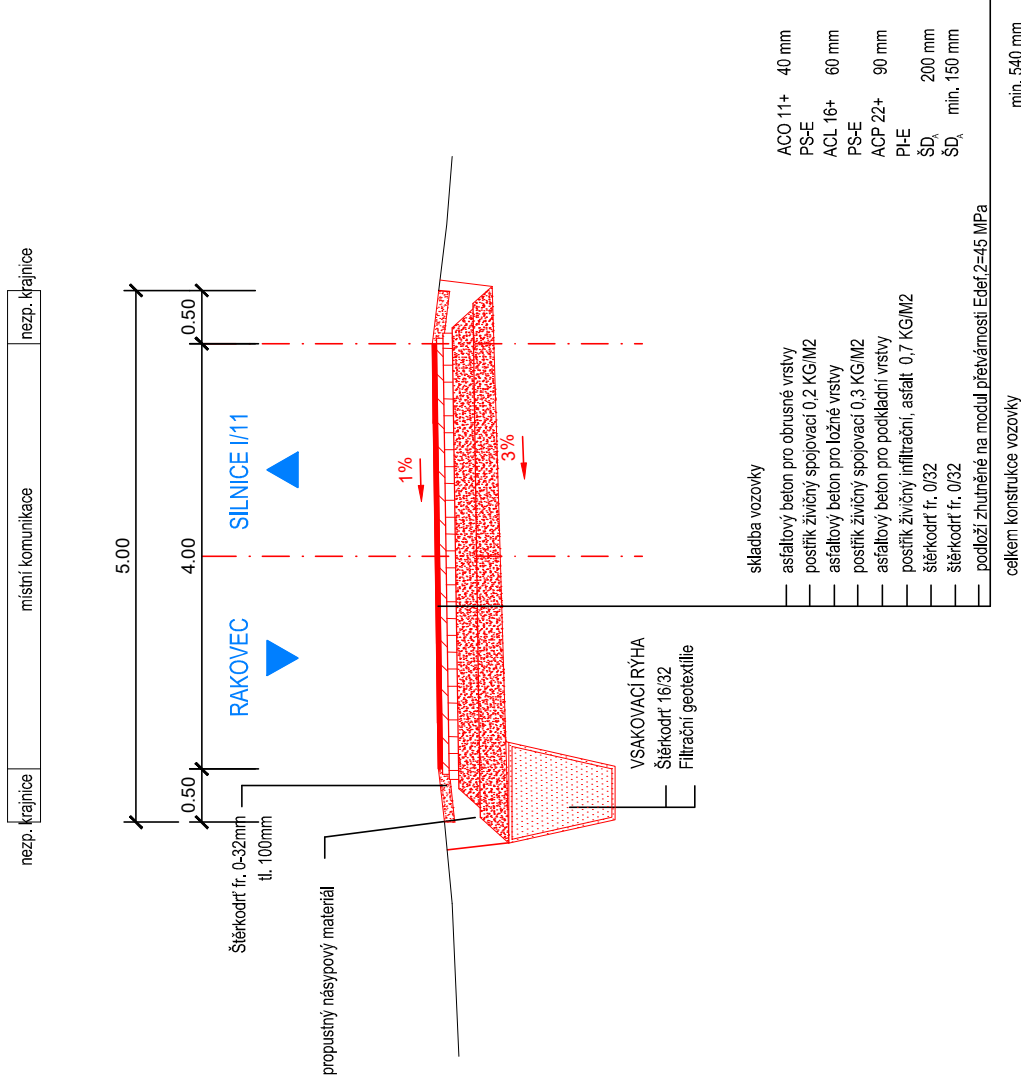 nezp. krajnice
místní komunikace
nezp. krajnice
5.00
0.50
4.00
0.50
RAKOVEC
SILNICE I/11
Štěrkodrť fr. 0-32mm
tl. 100mm
propustný násypový materiál
1%
3%
VSAKOVACÍ RÝHA
Štěrkodrť 16/32
Filtrační geotextílie
skladba vozovky
asfaltový beton pro obrusné vrstvy ACO 11+ 40 mm
postřik živičný spojovací 0,2 KG/M2 PS-E
asfaltový beton pro ložné vrstvy ACL 16+ 60 mm
postřik živičný spojovací 0,3 KG/M2 PS-E
asfaltový beton pro podkladní vrstvy ACP 22+ 90 mm
postřik živičný infiltrační, asfalt 0,7 KG/M2 PI-E
štěrkodrť fr. 0/32 ŠDA 200 mm
štěrkodrť fr. 0/32 ŠDA min. 150 mm
podloží zhutněné na modul přetvárnosti Edef,2=45 MPa
celkem konstrukce vozovky min. 540 mm